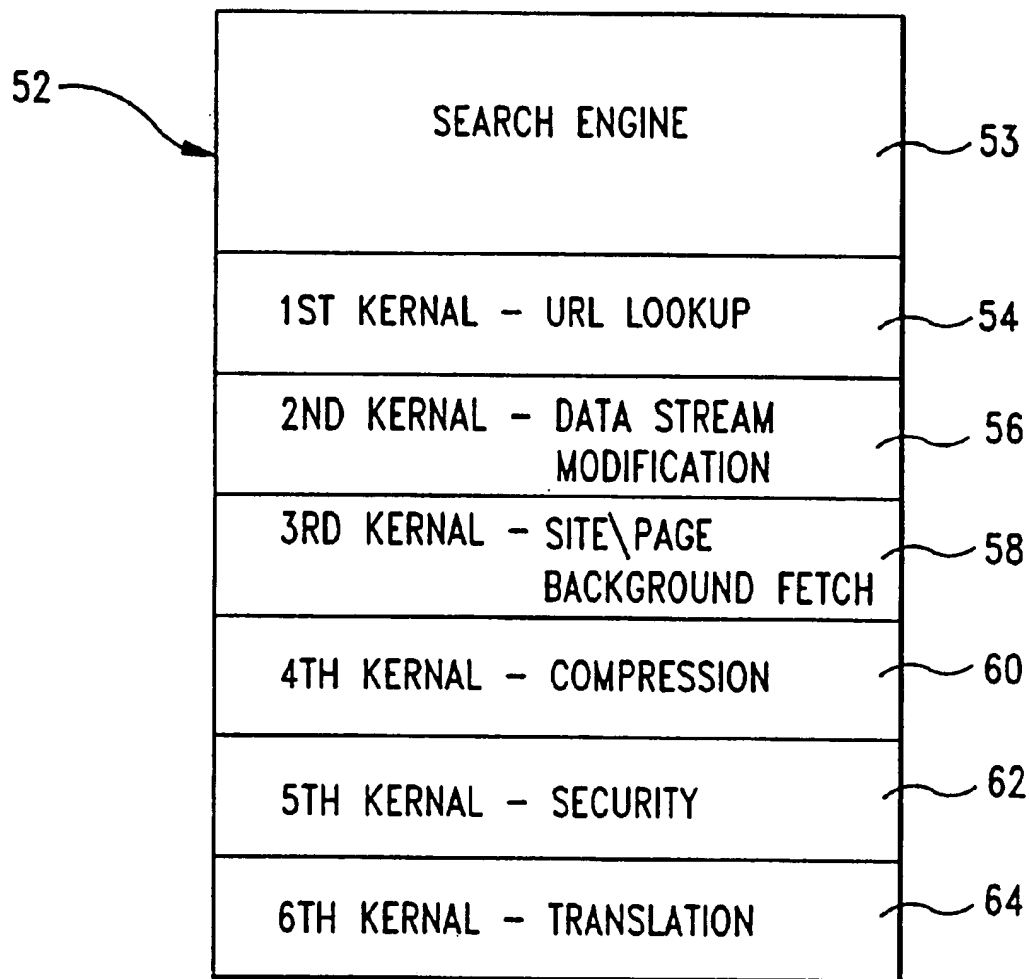 52
SEARCH ENGINE
53
1ST KERNAL – URL LOOKUP
54
2ND KERNAL – DATA STREAM
MODIFICATION
56
3RD KERNAL – SITE\PAGE
BACKGROUND FETCH
58
4TH KERNAL – COMPRESSION
60
5TH KERNAL – SECURITY
62
6TH KERNAL – TRANSLATION
64